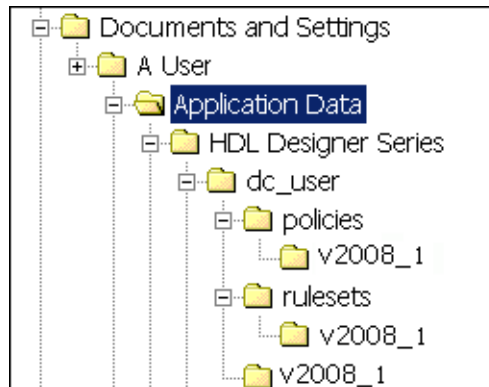 Documents and Settings
A User
Application Data
HDL Designer Series
dc_user
policies
v2008_1
rulesets
v2008_1
v2008_1